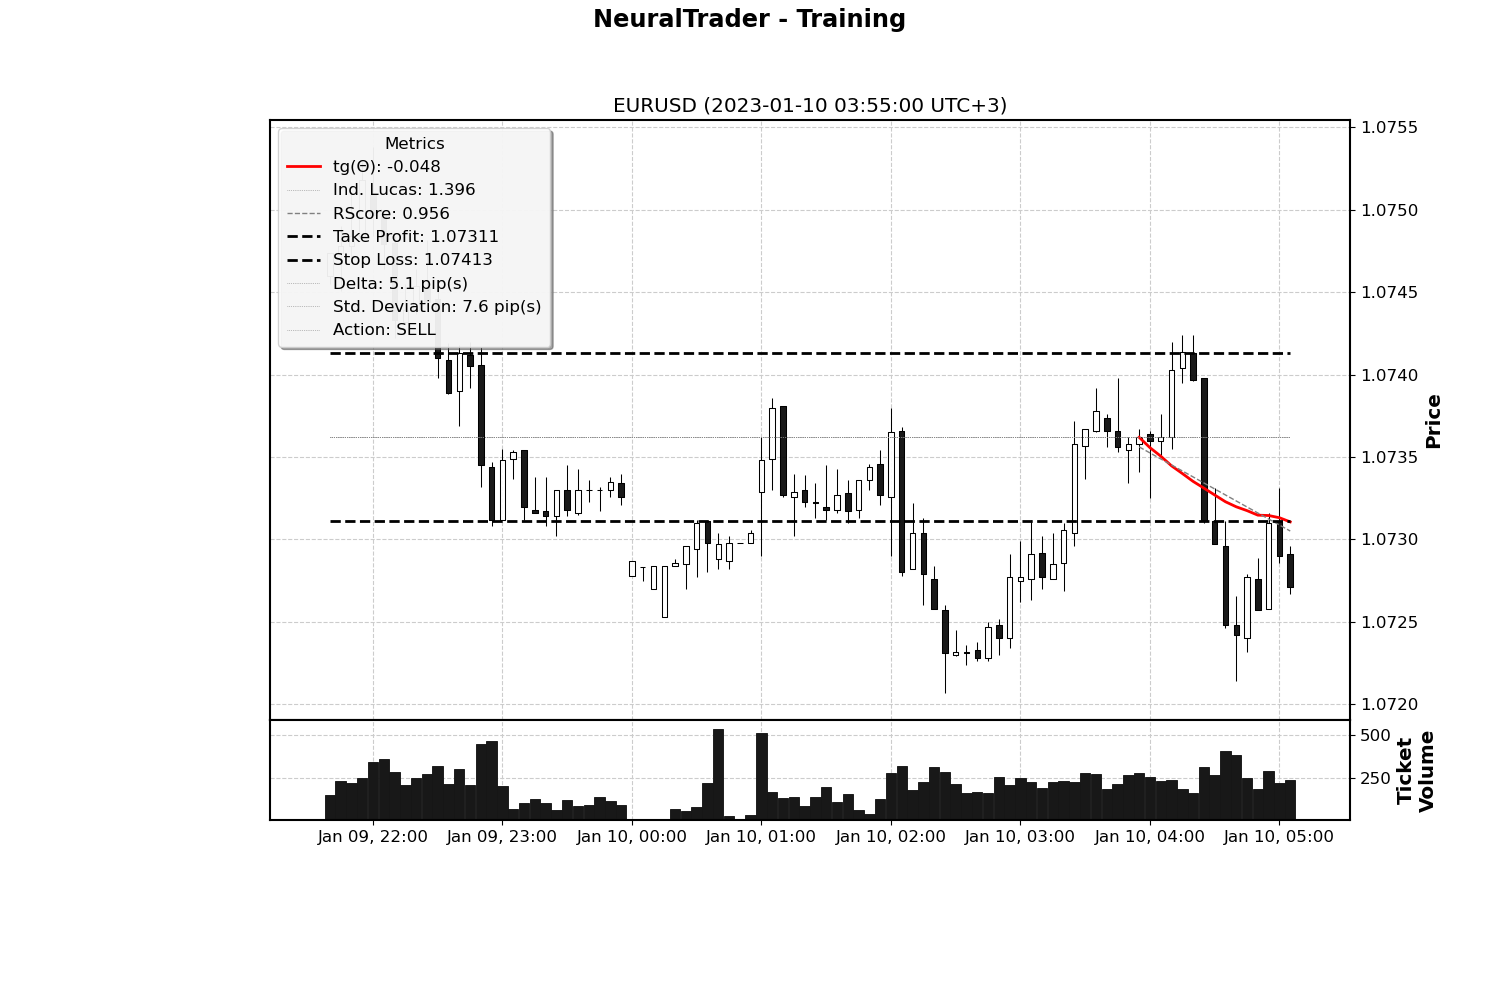 NeuralTrader - Training
EURUSD (2023-01-10 03:55:00 UTC+3)
Metrics
tg(Θ): -0.048
Ind. Lucas: 1.396
RScore: 0.956
Take Profit: 1.07311
Stop Loss: 1.07413
Delta: 5.1 pip(s)
Std. Deviation: 7.6 pip(s)
Action: SELL
1.0755
1.0750
1.0745
1.0740
1.0735
1.0730
1.0725
1.0720
Price
500
250
Ticket
Volume
Jan 09, 22:00
Jan 09, 23:00
Jan 10, 00:00
Jan 10, 01:00
Jan 10, 02:00
Jan 10, 03:00
Jan 10, 04:00
Jan 10, 05:00